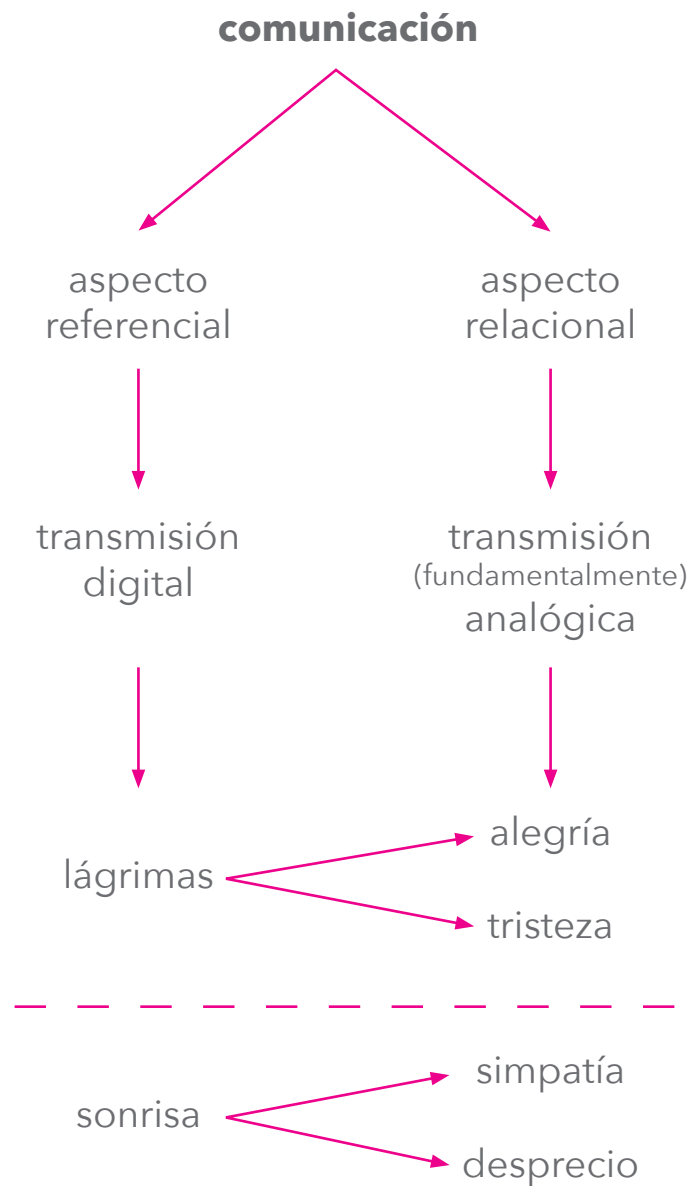 comunicación
aspecto
referencial
aspecto
relacional
transmisión
digital
transmisión
(fundamentalmente)
analógica
lágrimas
alegría
tristeza
sonrisa
simpatía
desprecio